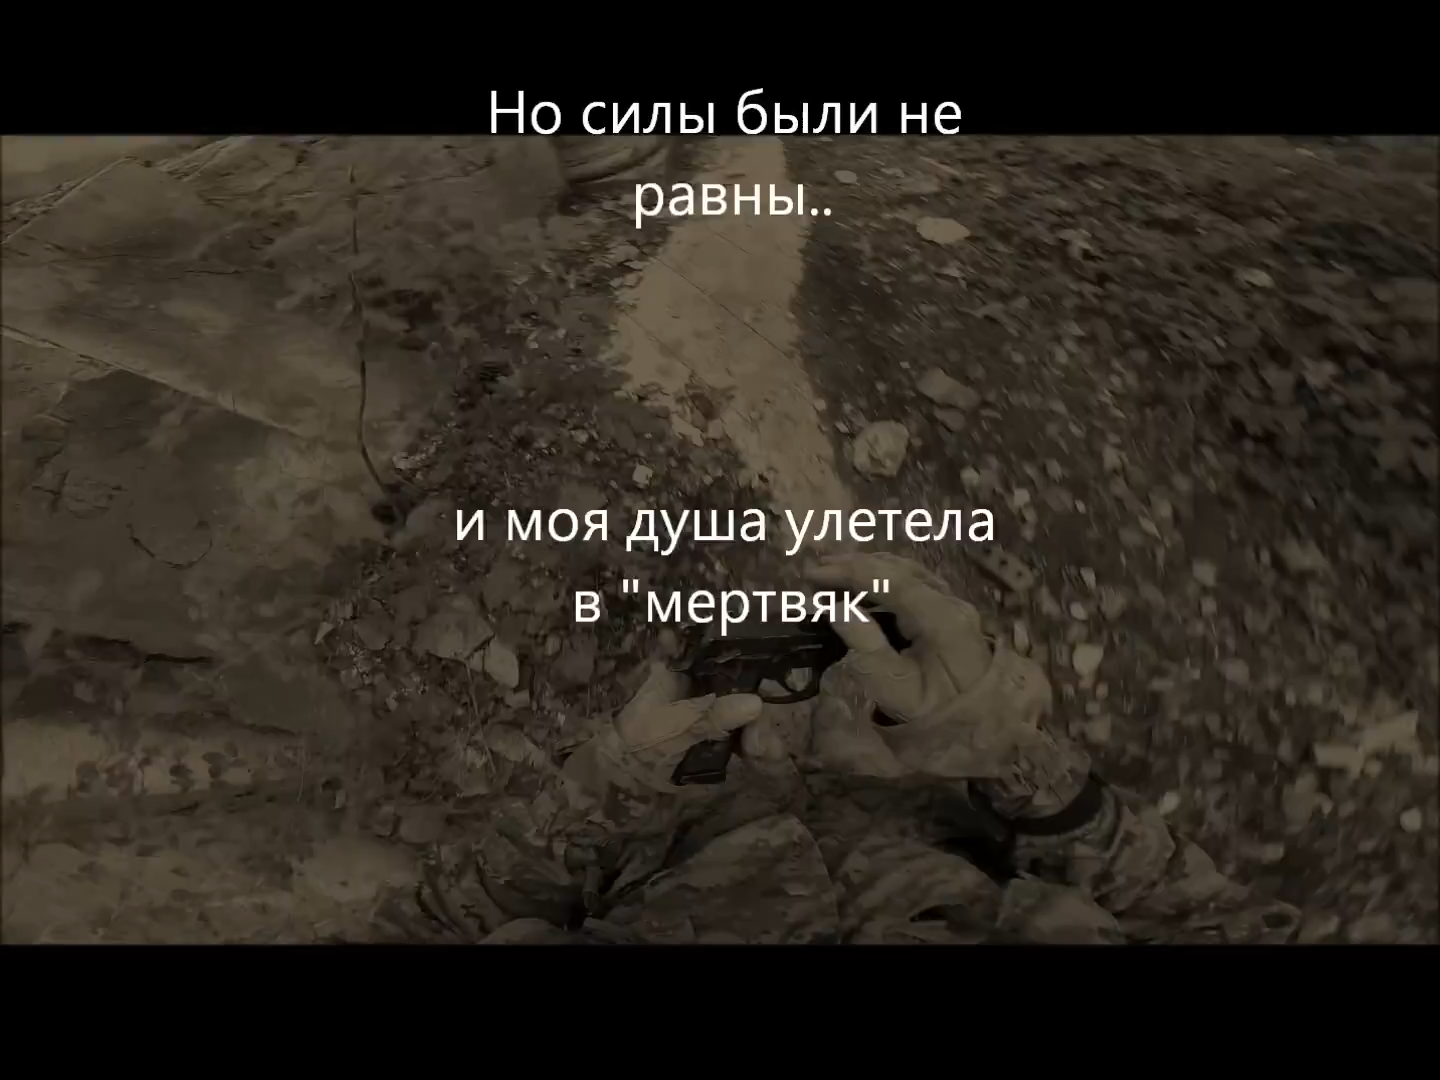 Но силы были не
равны..
и моя душа улетела
в "мертвяк"